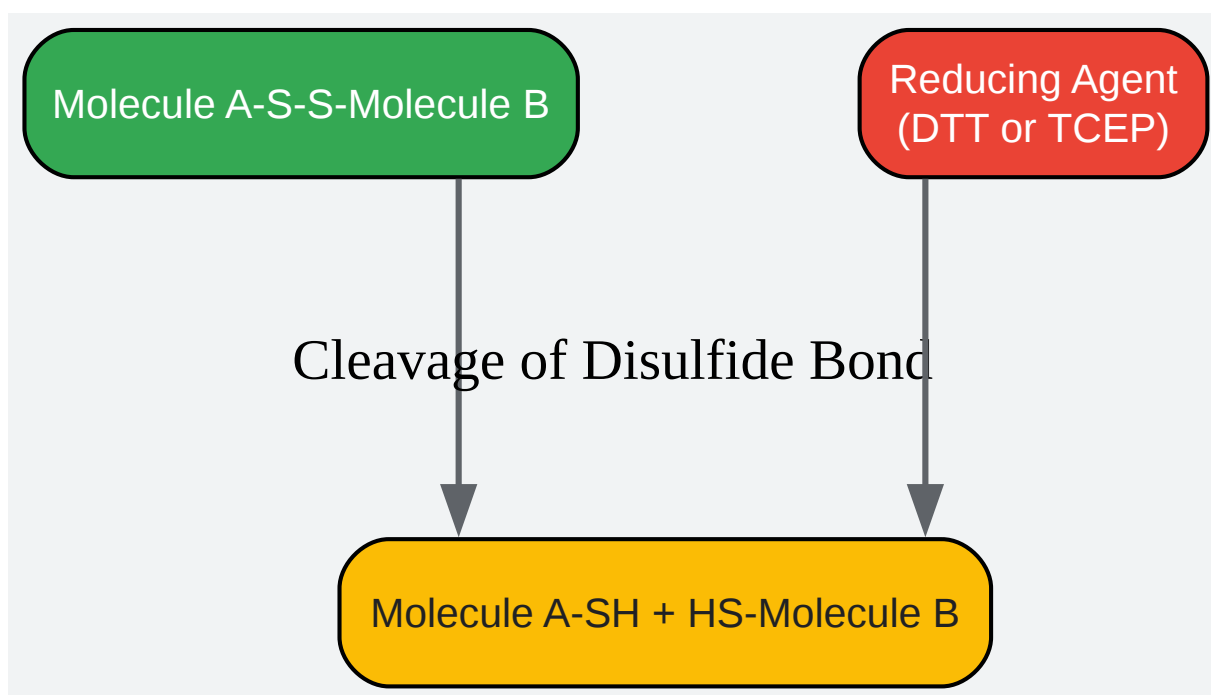 Molecule A-S-S-Molecule B
Reducing Agent
(DTT or TCEP)
Cleavage of Disulfide Bond
Molecule A-SH + HS-Molecule B